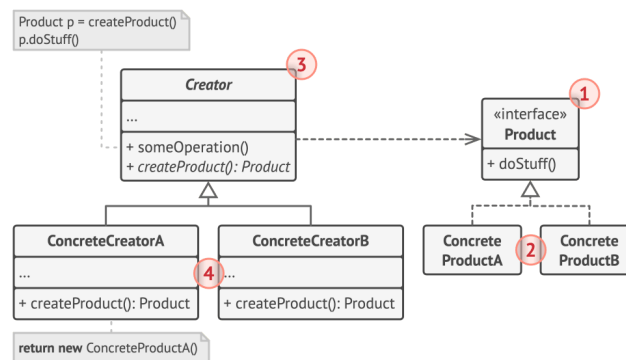 Product p = createProduct()
p.doStuff()
3
Creator
...
+ someOperation()
+ createProduct(): Product
1
«interface»
Product
+ doStuff()
ConcreteCreatorA
...
+ createProduct(): Product
4
ConcreteCreatorB
...
+ createProduct(): Product
Concrete
ProductA
2
Concrete
ProductB
return new ConcreteProductA()